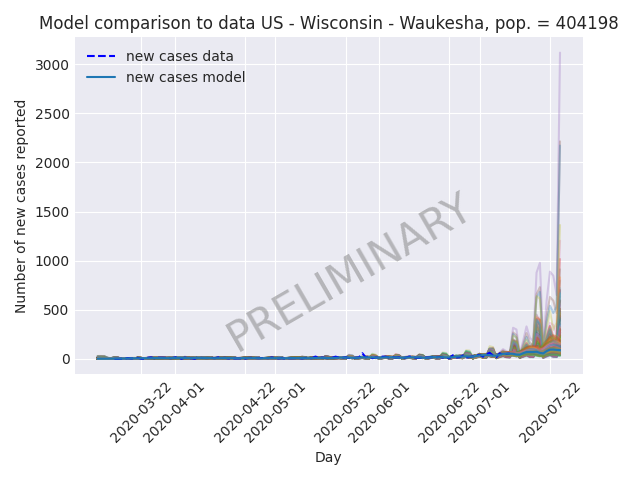 Model comparison to data US - Wisconsin - Waukesha, pop. = 404198
new cases data
new cases model
3000
2500
2000
1500
1000
500
0
Number of new cases reported
PRELIMINARY
2020-03-22
2020-04-01
2020-04-22
2020-05-01
2020-05-22
2020-06-01
2020-06-22
2020-07-01
2020-07-22
Day